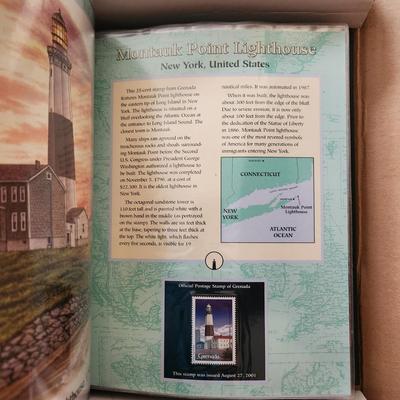 Montauk Point Lighthouse
New York, United States
This 25-cent stamp from Grenada
features Montauk Point lighthouse on
the eastern tip of Long Island in New
York. The lighthouse is situated on a
bluff overlooking the Atlantic Ocean at
the entrance to Long Island Sound. The
closest town is Montauk.
Many ships ran aground on the
treacherous rocks and shoals surround-
ing Montauk Point before the Second
U.S. Congress under President George
Washington authorized a lighthouse to
be built. The lighthouse was completed
on November 5, 1796, at a cost of
$22,300. It is the oldest lighthouse in
New York.
The octagonal sandstone tower is
110 feet tall and is painted white with a
brown band in the middle (as portrayed
on the stamp). The walls are six feet
thick at the base, tapering to three feet thick at
the top. The white light, which flashes
every five seconds, is visible for 19
nautical miles. It was automated in 1987.
When it was built, the lighthouse was
about 300 feet from the edge of the bluff.
Due to severe erosion, it is now only
about 100 feet from the edge. Prior to
the dedication of the Statue of Liberty
in 1886, Montauk Point lighthouse was
one of the most revered symbols
of America for many generations of
immigrants entering New York.
CONNECTICUT
NEW
YORK
Montauk Point
Lighthouse
ATLANTIC
OCEAN
Official Postage Stamp of Grenada
Grenada
This stamp was issued August 27, 2001